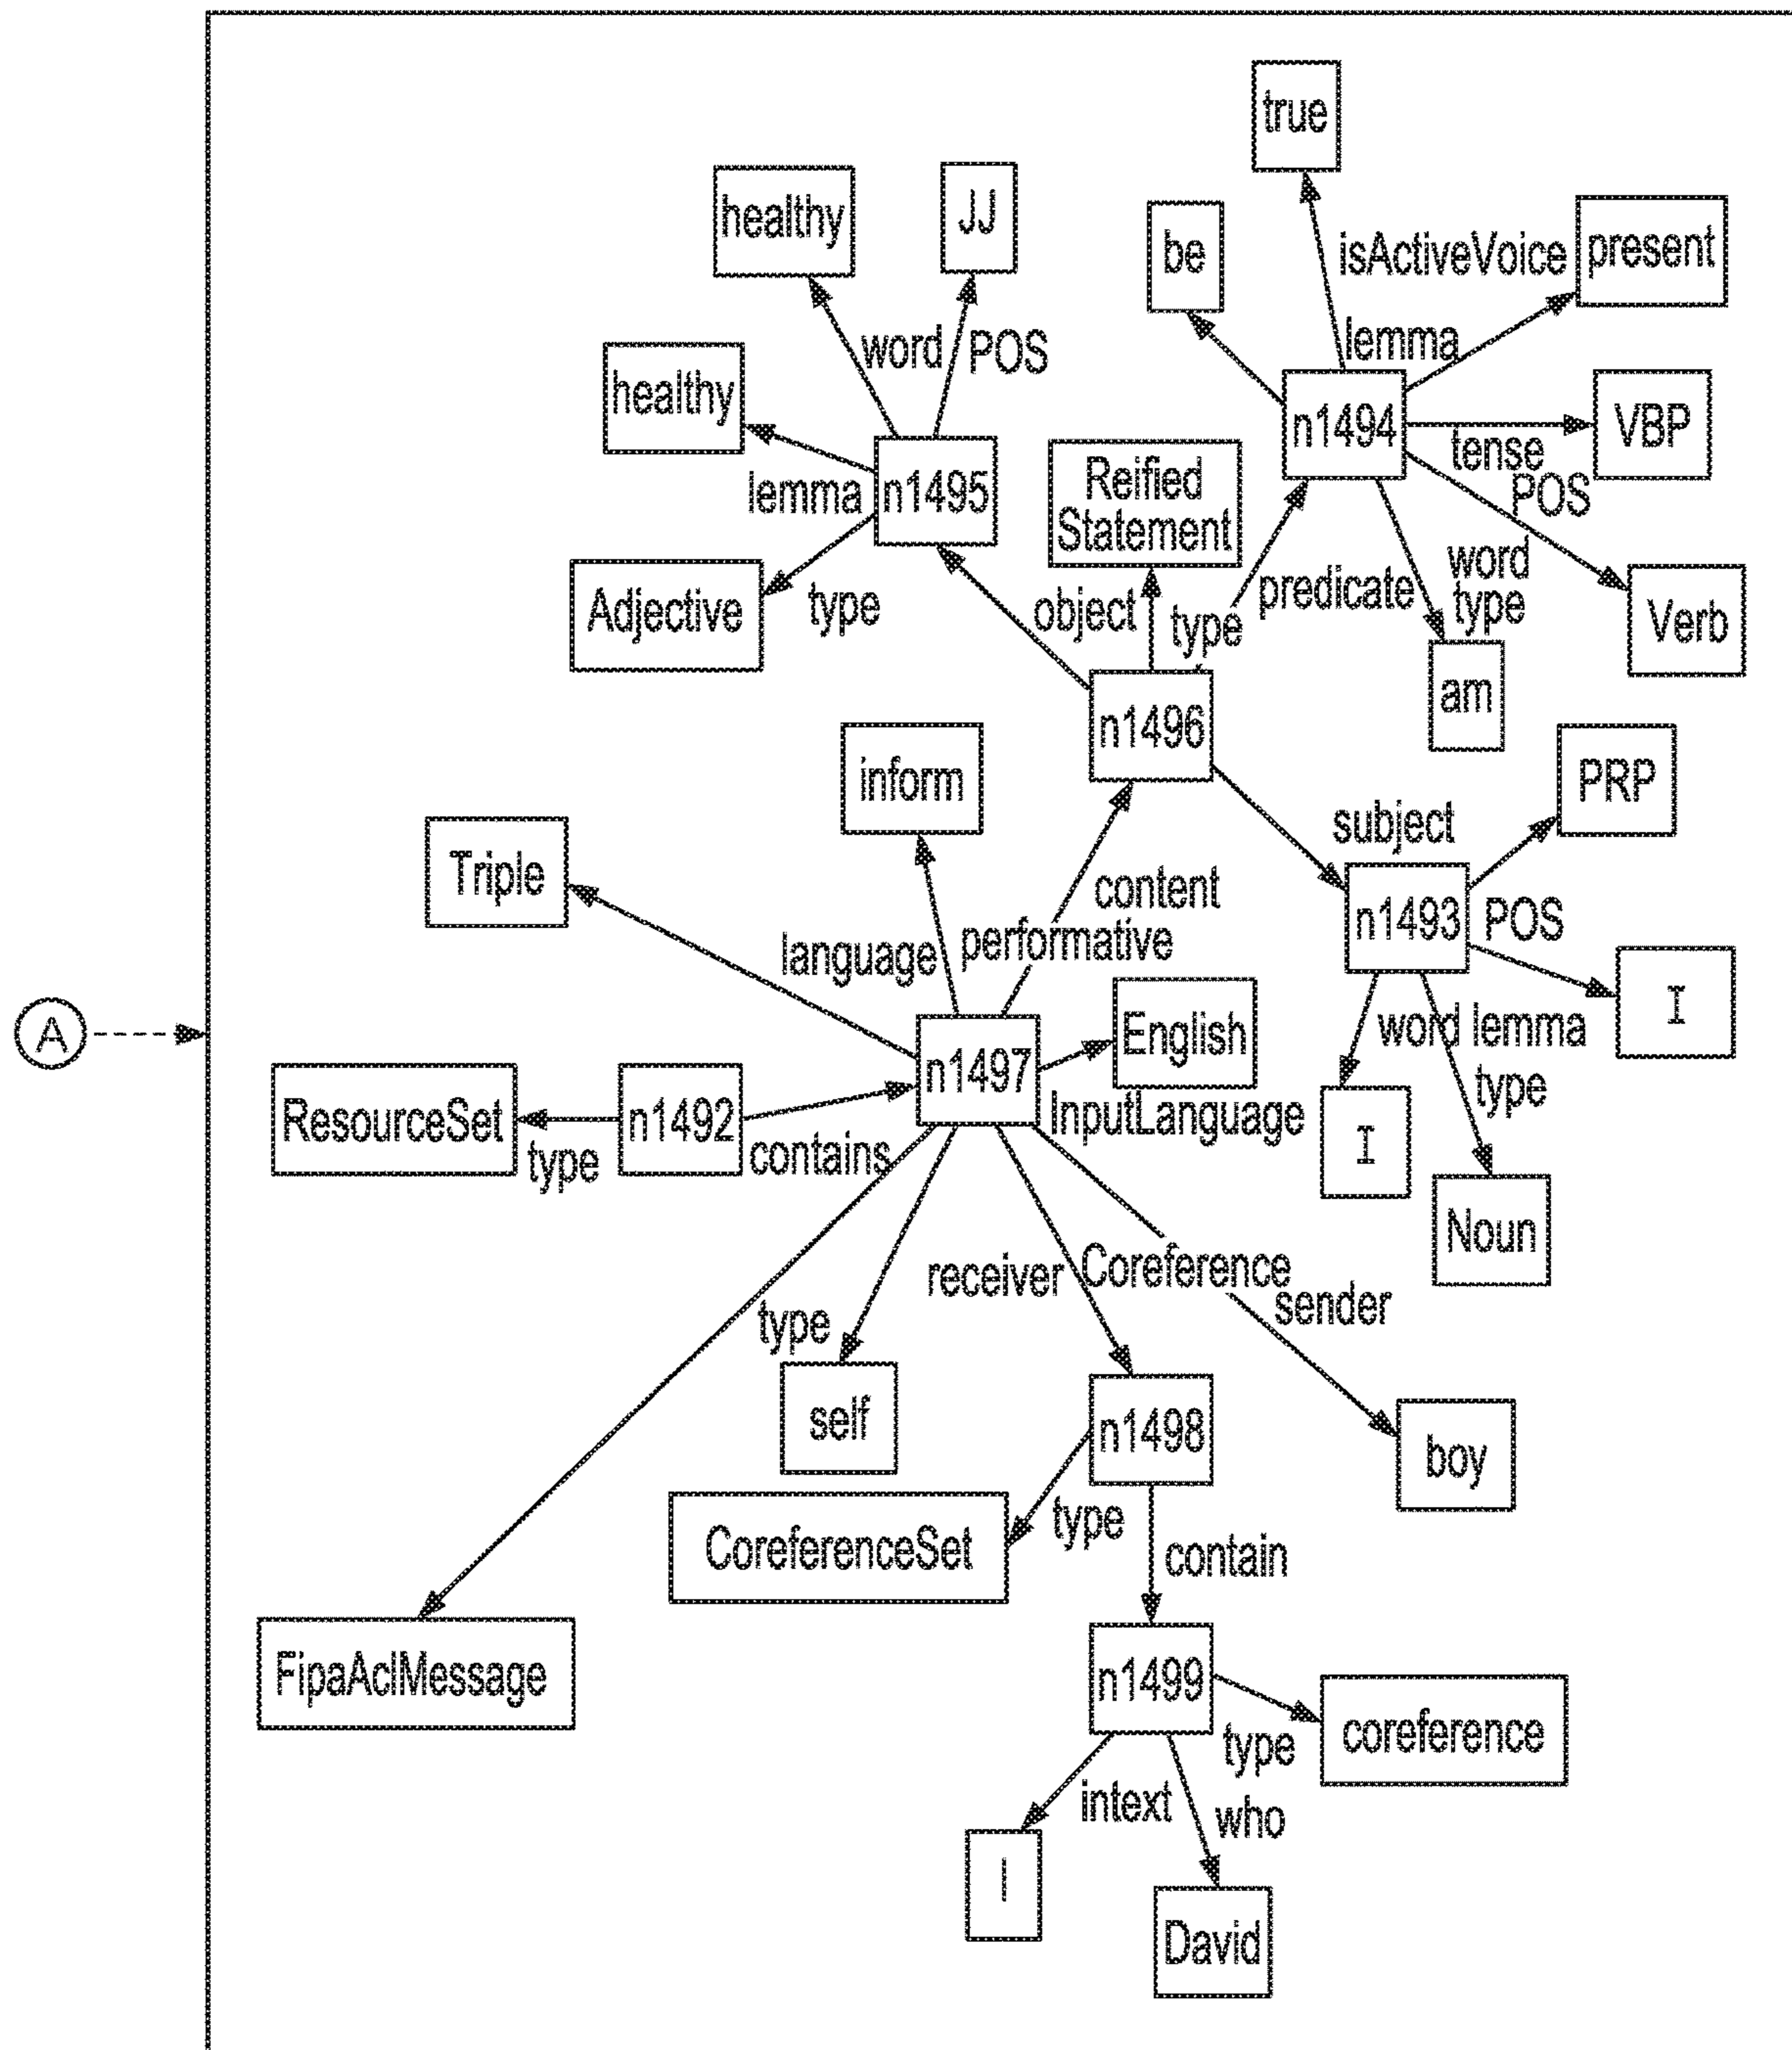 true
healthy
JJ
be
isActiveVoice
present
word
POS
lemma
healthy
n1494
VBP
lemma
n1495
Reified
Statement
tense
POS
Adjective
type
object
type
predicate
word
type
Verb
n1496
am
inform
PRP
subject
Triple
content
n1493
POS
language
performative
I
English
word
lemma
A
n1497
ResourceSet
n1492
type
contains
InputLanguage
type
I
Noun
receiver
Coreference
sender
type
self
n1498
boy
CoreferenceSet
type
contain
FipaAclMessage
n1499
type
coreference
intext
who
I
David